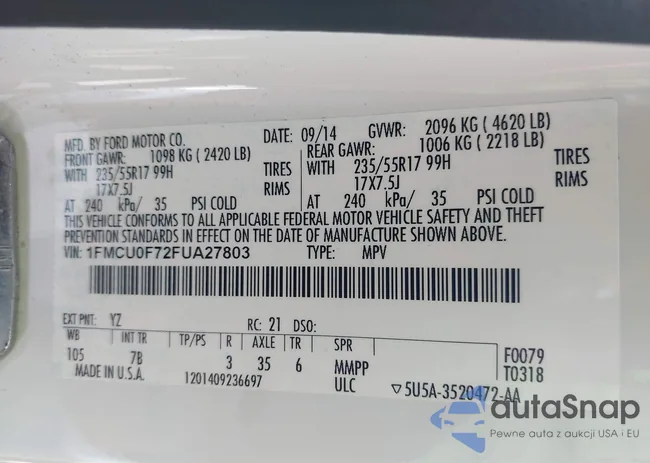 MFD. BY FORD MOTOR CO. DATE: 09/14 GVWR: 2096 KG ( 4620 LB)
FRONT GAWR: 1098 KG ( 2420 LB) REAR GAWR: 1006 KG ( 2218 LB)
WITH 235/55R17 99H TIRES WITH 235/55R17 99H TIRES
17X7.5J RIMS 17X7.5J RIMS
AT 240 kPa/ 35 PSI COLD AT 240 kPa/ 35 PSI COLD
THIS VEHICLE CONFORMS TO ALL APPLICABLE FEDERAL MOTOR VEHICLE SAFETY AND THEFT
PREVENTION STANDARDS IN EFFECT ON THE DATE OF MANUFACTURE SHOWN ABOVE.
VIN: 1FMCU0F72FUA27803 TYPE: MPV
EXT PNT: YZ RC: 21 DSO:
WB INT TR TP/PS R AXLE TR SPR F0079
105 7B 3 35 6 MMPP T0318
MADE IN U.S.A. 1201409236697 ULC ▽5U5A-3520472-AA
autaSnap
Pewne auta z aukcji USA i EU